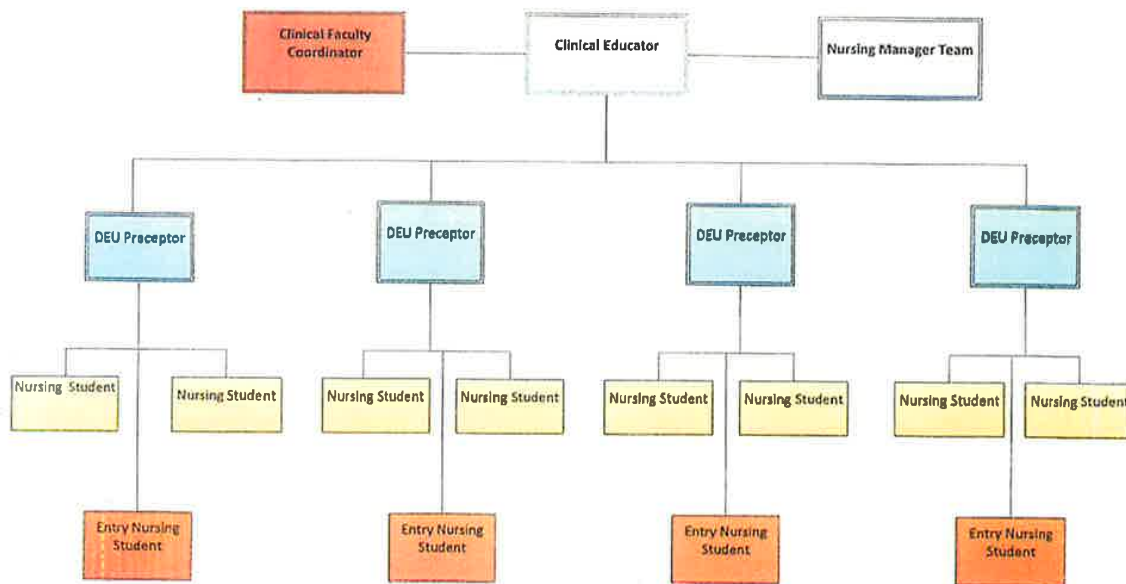 Clinical Faculty
Coordinator
Clinical Educator
Nursing Manager Team
DEU Preceptor
DEU Preceptor
DEU Preceptor
DEU Preceptor
Nursing Student
Nursing Student
Nursing Student
Nursing Student
Nursing Student
Nursing Student
Nursing Student
Nursing Student
Entry Nursing
Student
Entry Nursing
Student
Entry Nursing
Student
Entry Nursing
Student